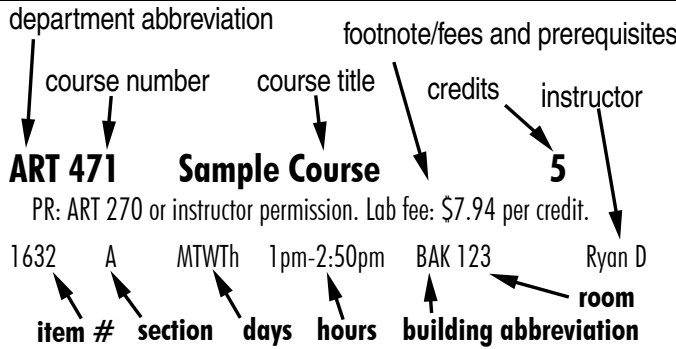 department abbreviation
footnote/fees and prerequisites
course number
course title
credits
instructor
ART 471 Sample Course 5
PR: ART 270 or instructor permission. Lab fee: $7.94 per credit.
1632 A MTWTh 1pm-2:50pm BAK 123 Ryan D
room
item # section days hours building abbreviation